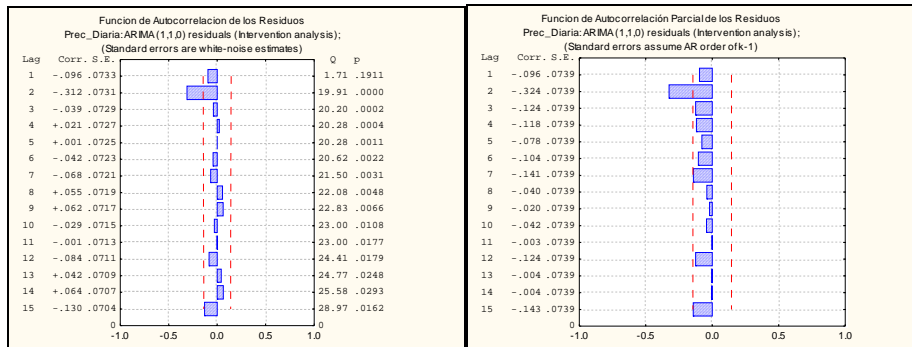 Funcion de Autocorrelacion de los Residuos
Prec_Diaria:ARIMA (1,1,0) residuals (Intervention analysis);
(Standard errors are white-noise estimates)
Lag Corr. S.E. Q p
1 -.096 .0733 1.71 .1911
2 -.312 .0731 19.91 .0000
3 -.039 .0729 20.20 .0002
4 +.021 .0727 20.28 .0004
5 +.001 .0725 20.28 .0011
6 -.042 .0723 20.62 .0022
7 -.068 .0721 21.50 .0031
8 +.055 .0719 22.08 .0048
9 +.062 .0717 22.83 .0066
10 -.029 .0715 23.00 .0108
11 -.001 .0713 23.00 .0177
12 -.084 .0711 24.41 .0179
13 +.042 .0709 24.77 .0248
14 +.064 .0707 25.58 .0293
15 -.130 .0704 28.97 .0162
0 0
-1.0 -0.5 0.0 0.5 1.0
Funcion de Autocorrelación Parcial de los Residuos
Prec_Diaria: ARIMA (1,1,0) residuals (Intervention analysis);
(Standard errors assume AR order of k-1)
Lag Corr. S.E.
1 -.096 .0739
2 -.324 .0739
3 -.124 .0739
4 -.118 .0739
5 -.078 .0739
6 -.104 .0739
7 -.141 .0739
8 -.040 .0739
9 -.020 .0739
10 -.042 .0739
11 -.003 .0739
12 -.124 .0739
13 -.004 .0739
14 -.004 .0739
15 -.143 .0739
0
-1.0 -0.5 0.0 0.5 1.0